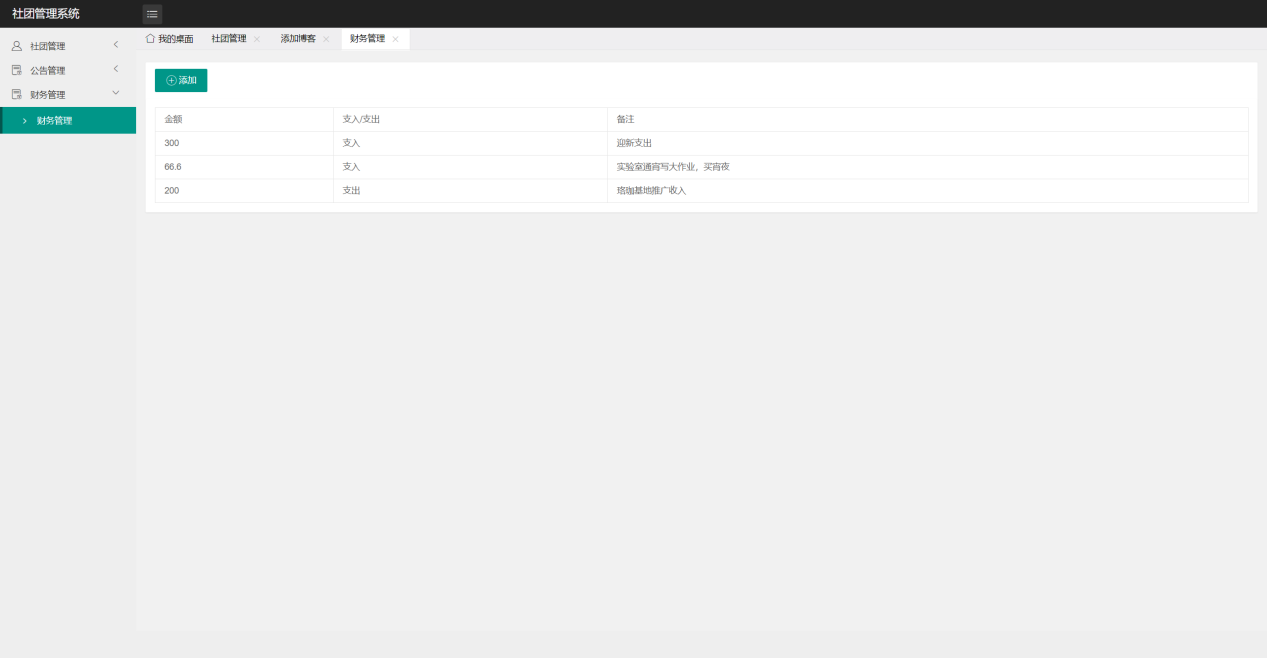 社团管理系统
我的桌面 社团管理 添加博客 财务管理
社团管理
公告管理
财务管理
财务管理
添加
金额 支入/支出 备注
300 支入 迎新支出
66.6 支入 实验室通宵写大作业，买宵夜
200 支出 珞珈基地推广收入